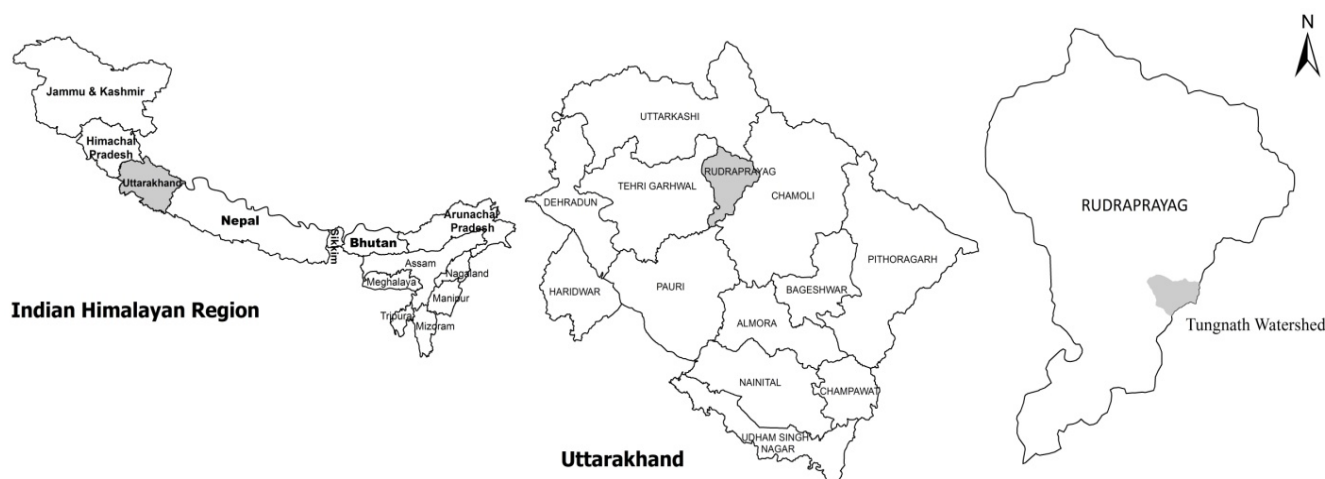 Jammu & Kashmir
Himachal
Pradesh
Uttarakhand
Nepal
Sikkim
Bhutan
Arunachal
Pradesh
Assam
Nagaland
Meghalaya
Manipur
Tripura
Mizoram
Indian Himalayan Region
UTTARKASHI
RUDRAPRAYAG
TEHRI GARHWAL
CHAMOLI
DEHRADUN
PITHORAGARH
HARIDWAR
PAURI
BAGESHWAR
ALMORA
NAINITAL
CHAMPAWAT
UDHAM SINGH
NAGAR
Uttarakhand
N
RUDRAPRAYAG
Tungnath Watershed